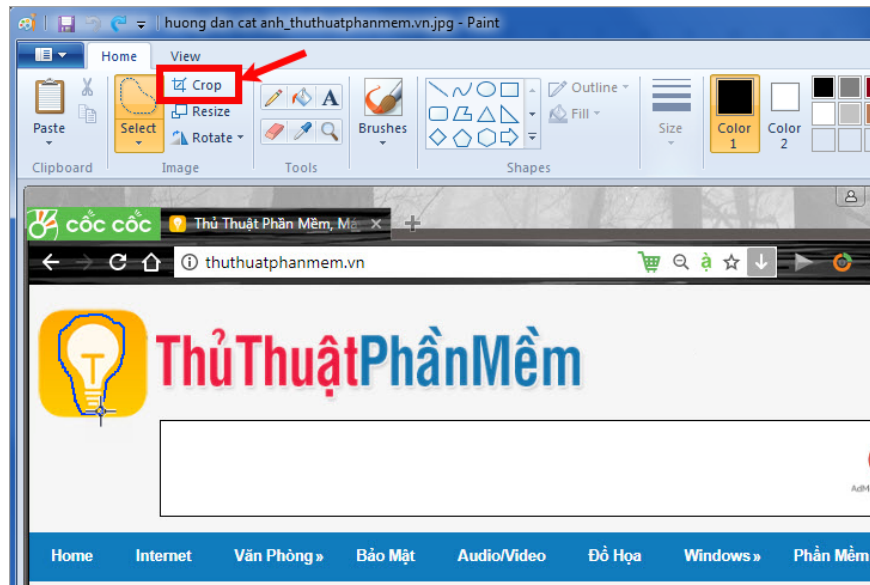 huong dan cat anh_thuthuatphanmem.vn.jpg - Paint
Home View
Paste
Select
Crop
Resize
Rotate
A
Brushes
Outline
Fill
Size
Color
1
Color
2
Clipboard Image Tools Shapes
cốc cốc Thủ Thuật Phần Mềm, Má
thuthuatphanmem.vn à
T
ThủThuậtPhầnMềm
AdM
Home Internet Văn Phòng » Bảo Mật Audio/Video Đồ Họa Windows » Phần Mềm